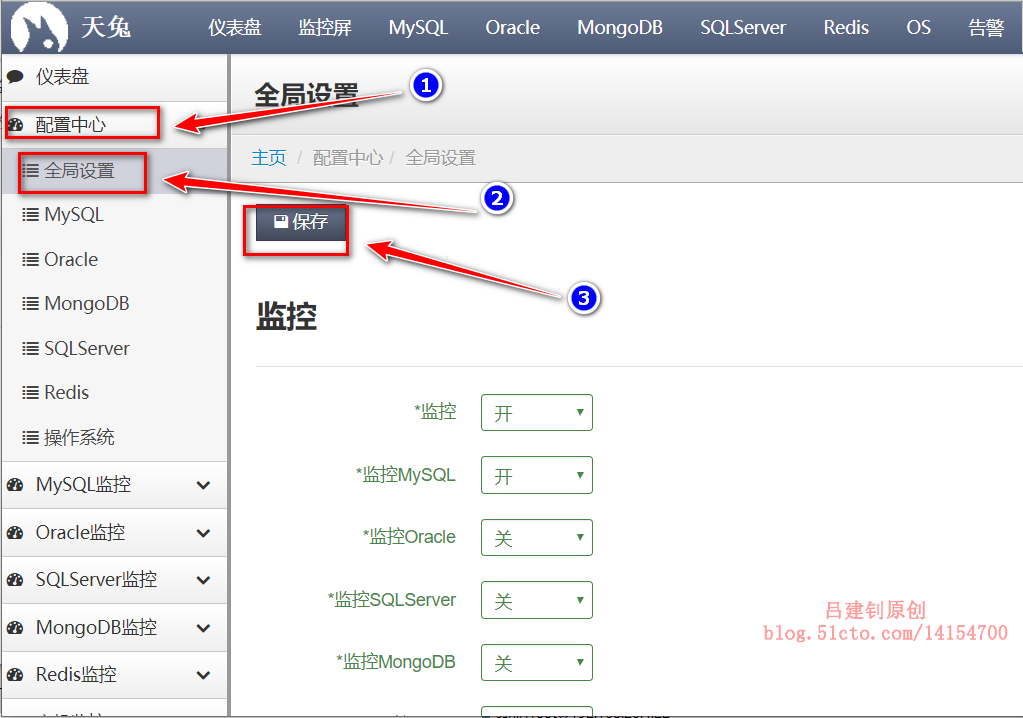 天兔 仪表盘 监控屏 MySQL Oracle MongoDB SQLServer Redis OS 告警
仪表盘
配置中心
全局设置
MySQL
Oracle
MongoDB
SQLServer
Redis
操作系统
MySQL监控
Oracle监控
SQLServer监控
MongoDB监控
Redis监控
全局设置
1
主页 / 配置中心 / 全局设置
2
保存
3
监控
*监控 开
*监控MySQL 开
*监控Oracle 关
*监控SQLServer 关
*监控MongoDB 关
吕建钊原创
blog.51cto.com/14154700